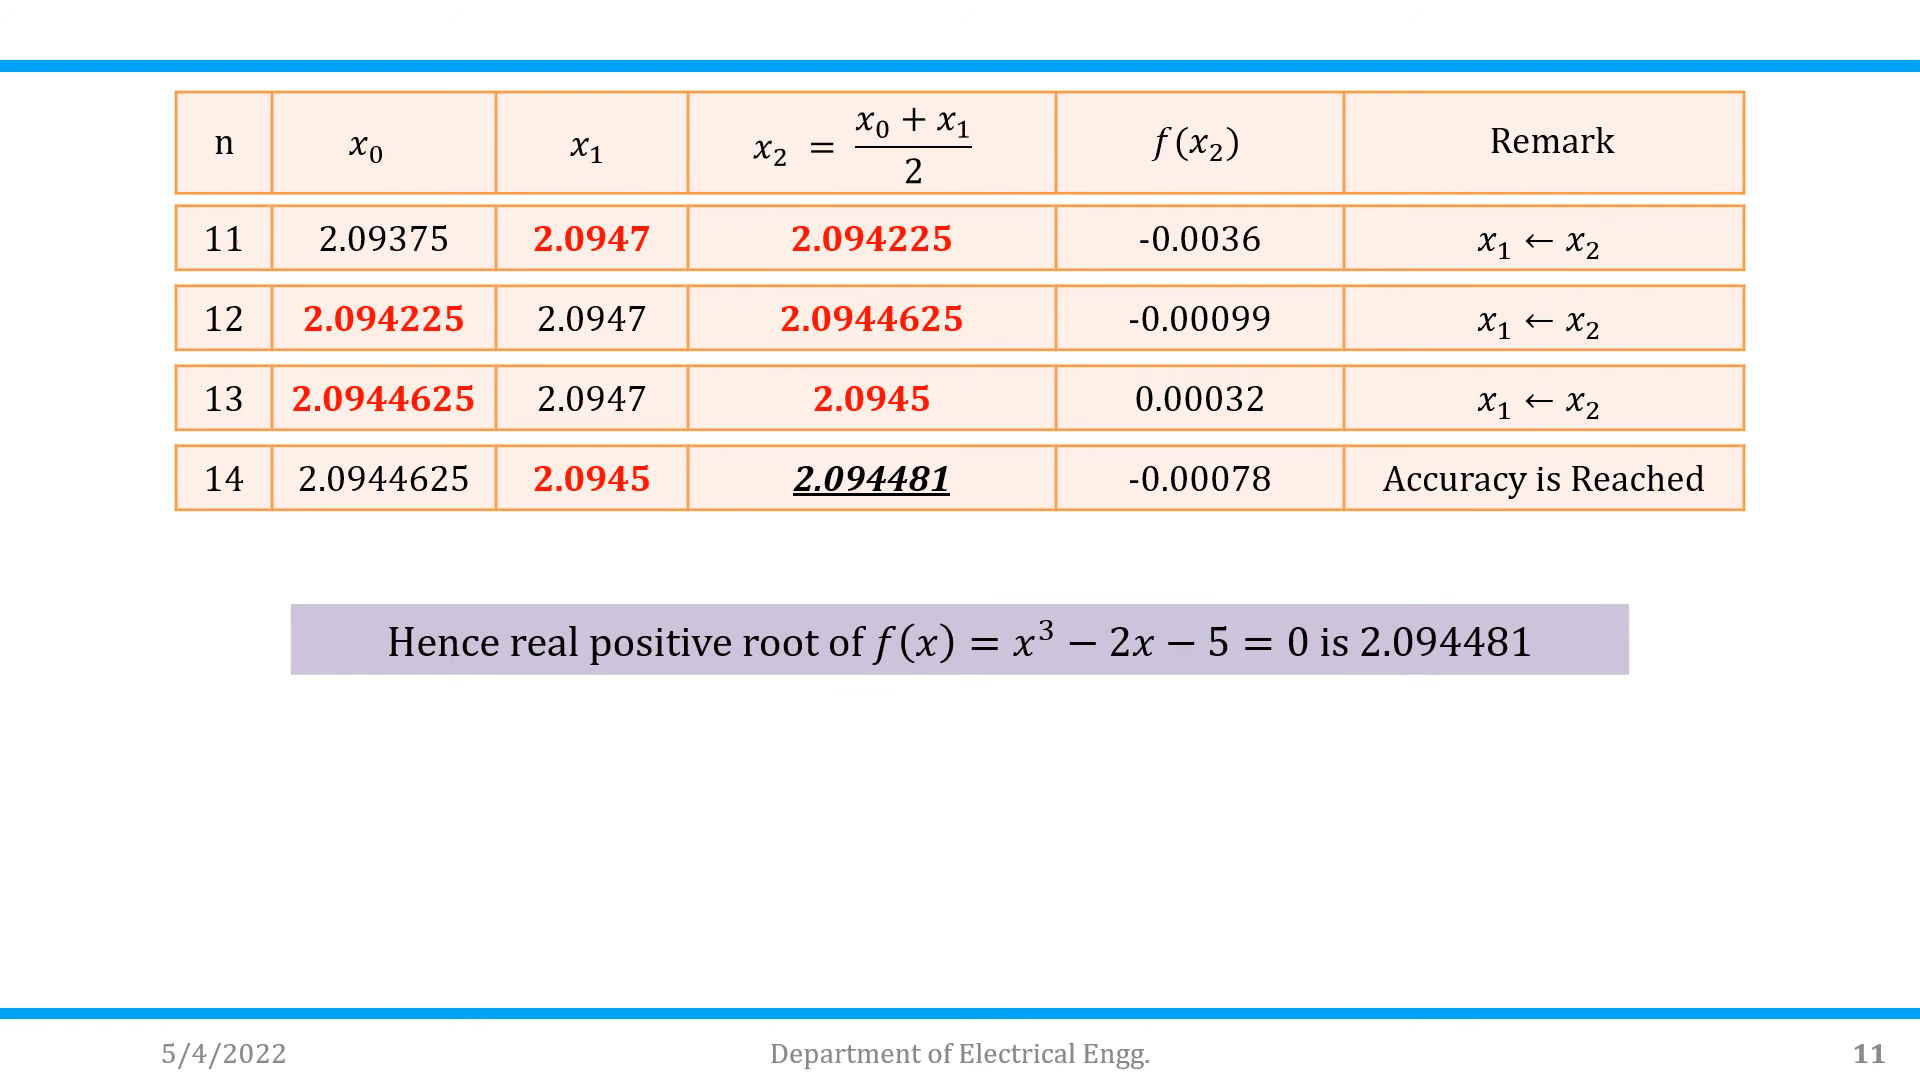 n x₀ x₁ x₂ = (x₀ + x₁)/2 f(x₂) Remark
11 2.09375 2.0947 2.094225 -0.0036 x₁ ← x₂
12 2.094225 2.0947 2.0944625 -0.00099 x₁ ← x₂
13 2.0944625 2.0947 2.0945 0.00032 x₁ ← x₂
14 2.0944625 2.0945 2.094481 -0.00078 Accuracy is Reached
Hence real positive root of f(x) = x³ − 2x − 5 = 0 is 2.094481
5/4/2022 Department of Electrical Engg. 11